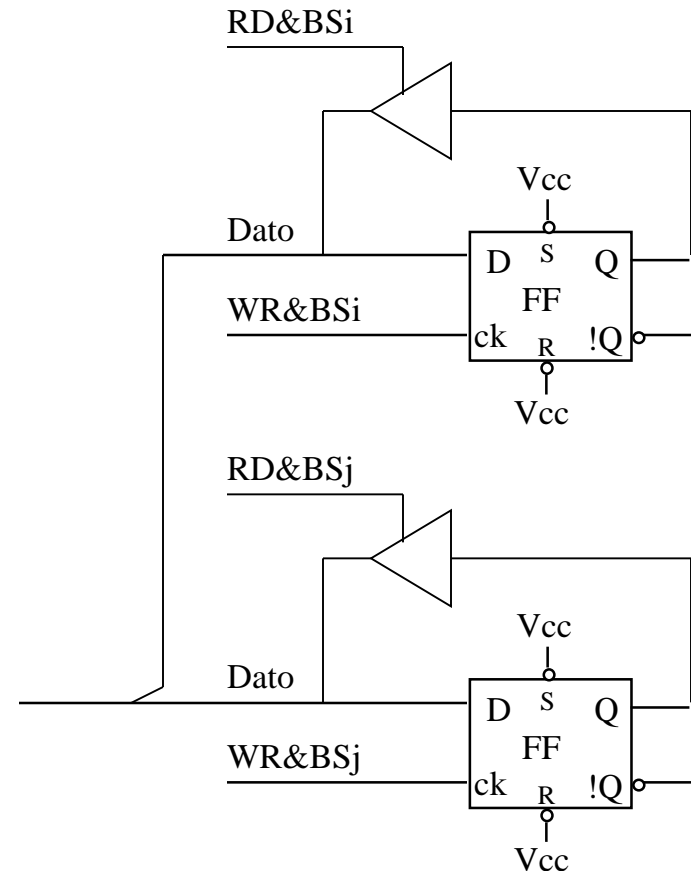 RD&BSi
Vcc
Dato
D S Q
FF
WR&BSi
ck R !Q
Vcc
RD&BSj
Vcc
Dato
D S Q
FF
WR&BSj
ck R !Q
Vcc